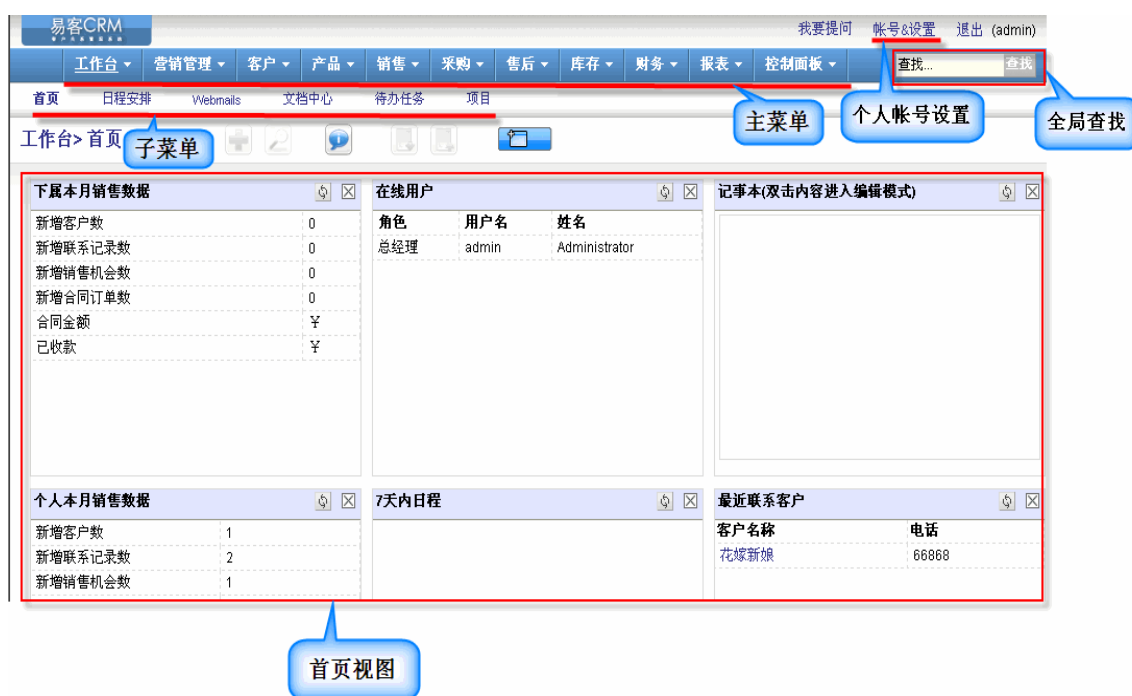 易客CRM
我要提问 帐号&设置 退出 (admin)
工作台 营销管理 客户 产品 销售 采购 售后 库存 财务 报表 控制面板 查找... 查找
首页 日程安排 Webmails 文档中心 待办任务 项目
主菜单
个人帐号设置
全局查找
工作台> 首页
子菜单
下属本月销售数据 在线用户 记事本(双击内容进入编辑模式)
新增客户数 0 角色 用户名 姓名
新增联系记录数 0 总经理 admin Administrator
新增销售机会数 0
新增合同订单数 0
合同金额 ¥
已收款 ¥
个人本月销售数据 7天内日程 最近联系客户
新增客户数 1 客户名称 电话
新增联系记录数 2 花嫁新娘 66868
新增销售机会数 1
首页视图